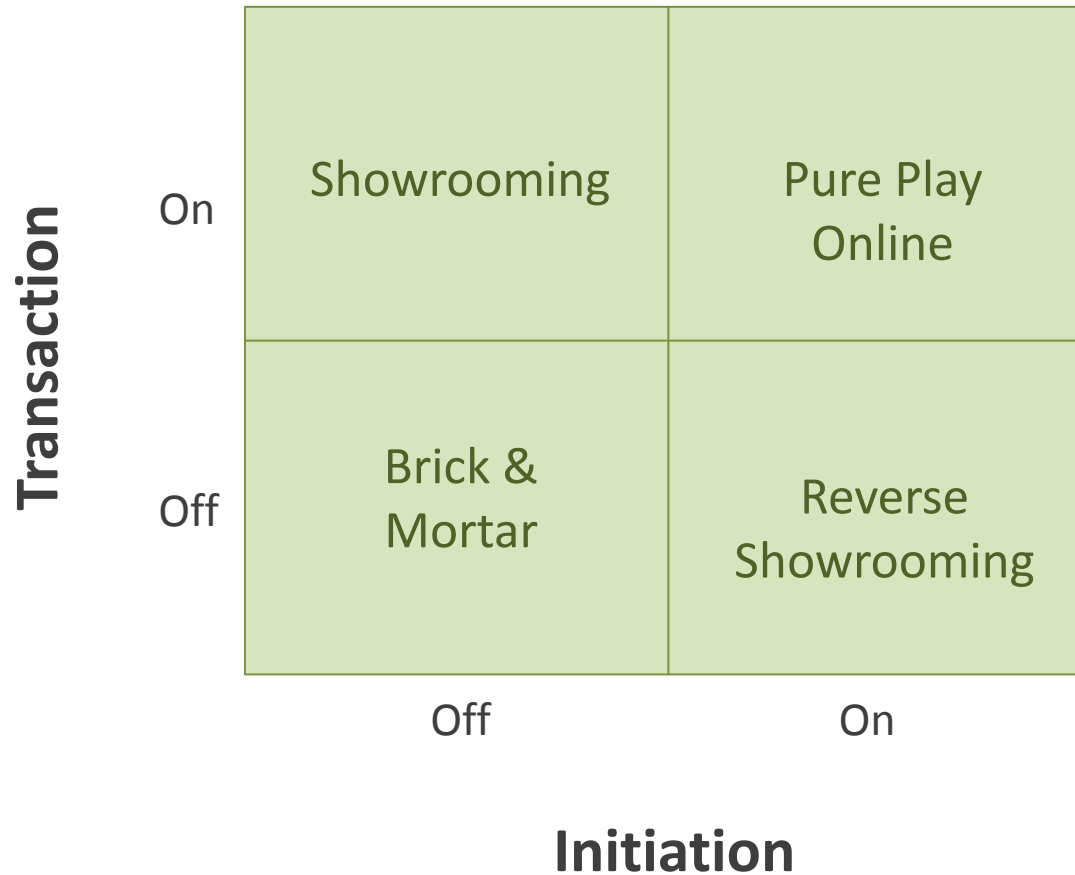 Showrooming
Pure Play
Online
On
Transaction
Brick &
Mortar
Reverse
Showrooming
Off
Off
On
Initiation